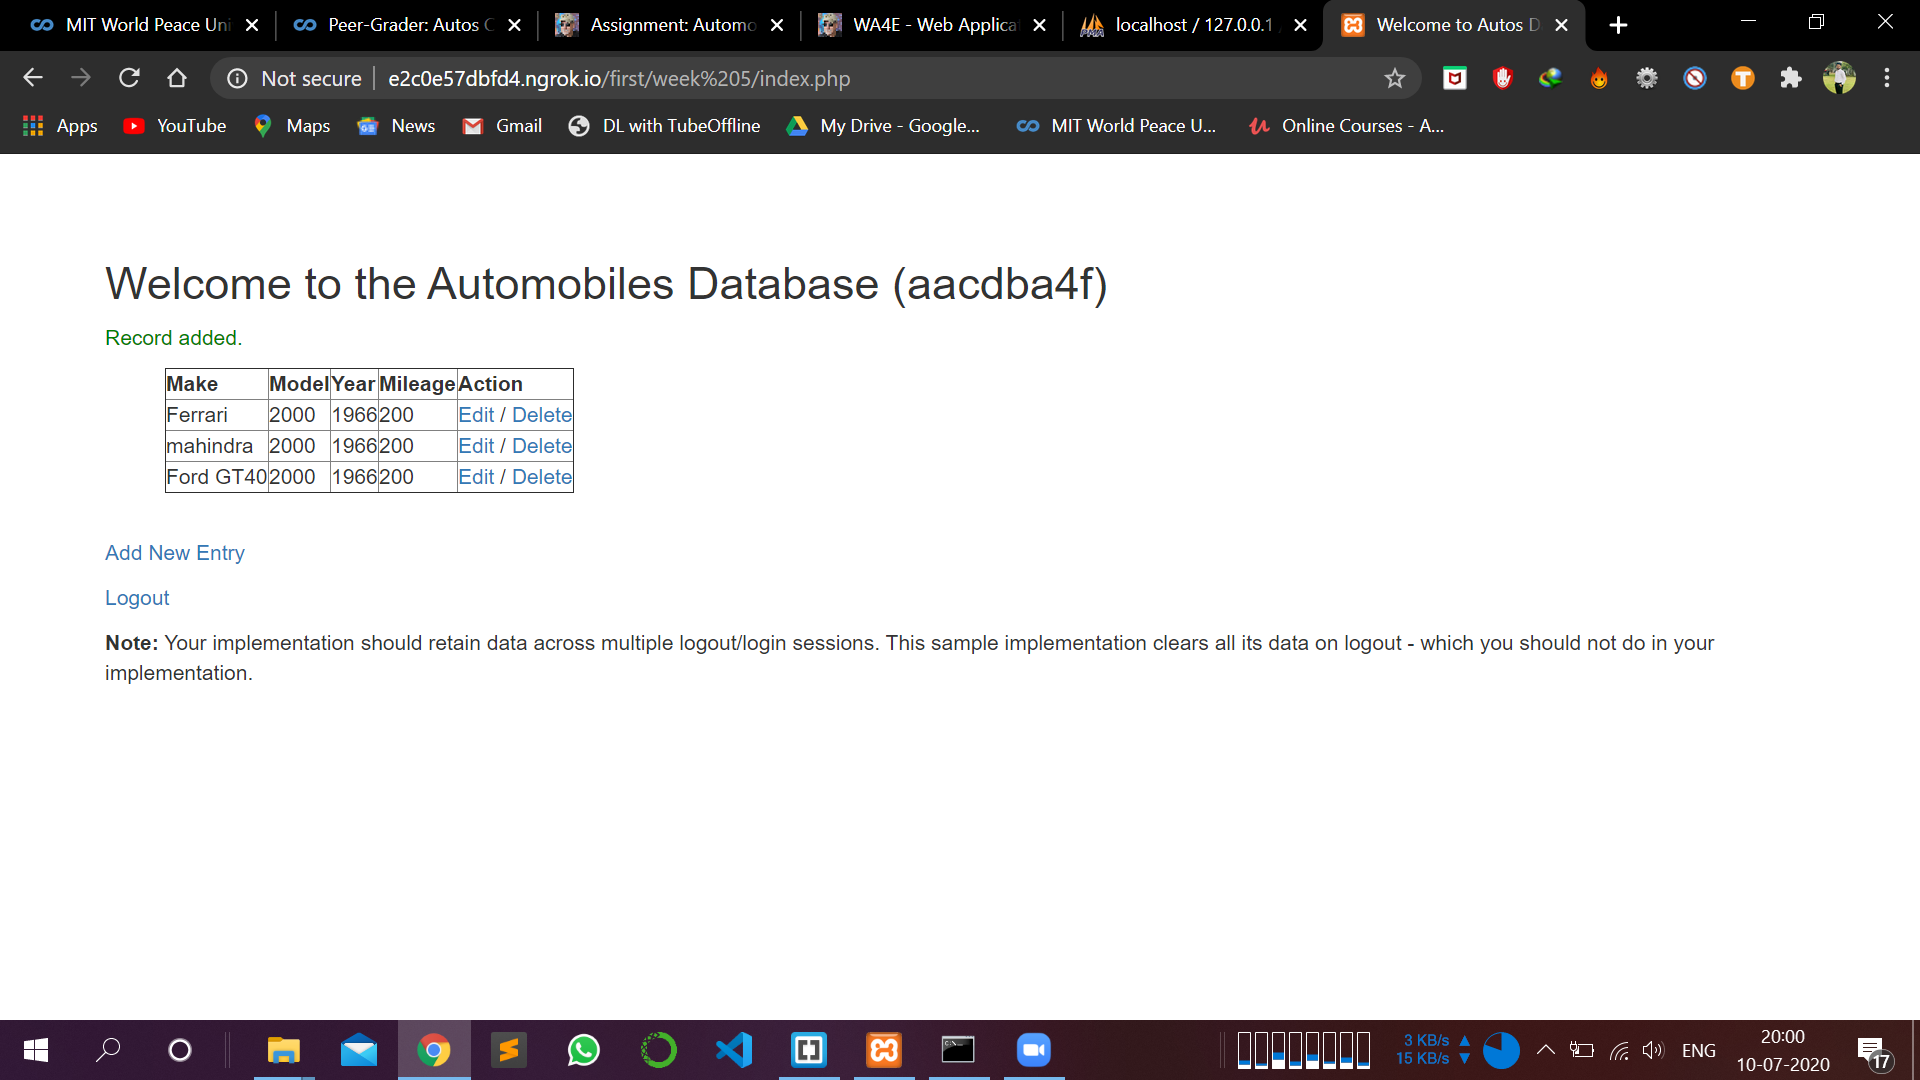 MIT World Peace Uni
Peer-Grader: Autos C
Assignment: Automo
WA4E - Web Applica
localhost / 127.0.0.1
Welcome to Autos D
Not secure | e2c0e57dbfd4.ngrok.io/first/week%205/index.php
Apps YouTube Maps News Gmail DL with TubeOffline My Drive - Google... MIT World Peace U... Online Courses - A...
Welcome to the Automobiles Database (aacdba4f)
Record added.
Make Model Year Mileage Action
Ferrari 2000 1966 200 Edit / Delete
mahindra 2000 1966 200 Edit / Delete
Ford GT40 2000 1966 200 Edit / Delete
Add New Entry
Logout
Note: Your implementation should retain data across multiple logout/login sessions. This sample implementation clears all its data on logout - which you should not do in your
implementation.
3 KB/s
15 KB/s
ENG
20:00
10-07-2020
17